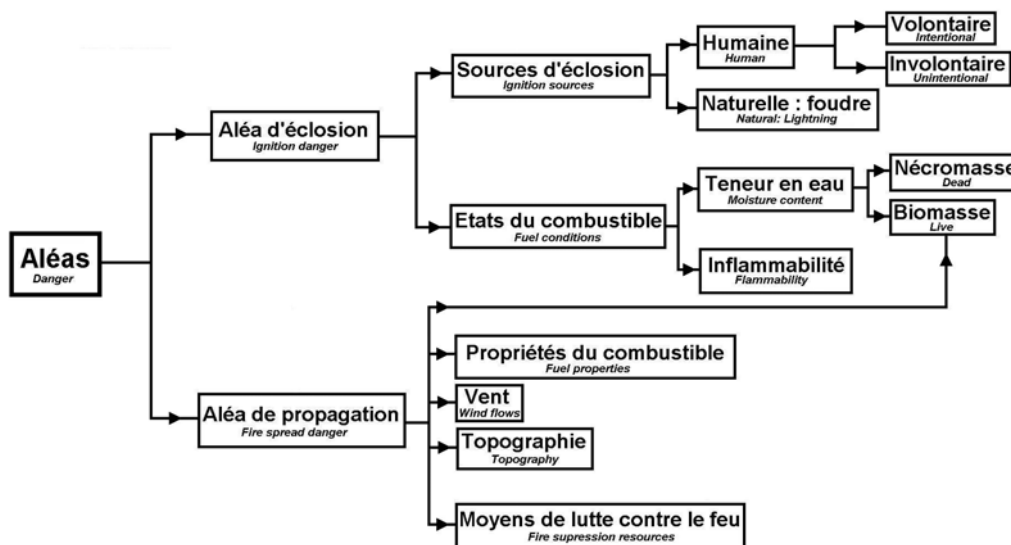 Aléas
Danger
Aléa d'éclosion
Ignition danger
Sources d'éclosion
Ignition sources
Humaine
Human
Volontaire
Intentional
Involontaire
Unintentional
Naturelle : foudre
Natural: Lightning
Etats du combustible
Fuel conditions
Teneur en eau
Moisture content
Nécromasse
Dead
Biomasse
Live
Inflammabilité
Flammability
Aléa de propagation
Fire spread danger
Propriétés du combustible
Fuel properties
Vent
Wind flows
Topographie
Topography
Moyens de lutte contre le feu
Fire supression resources